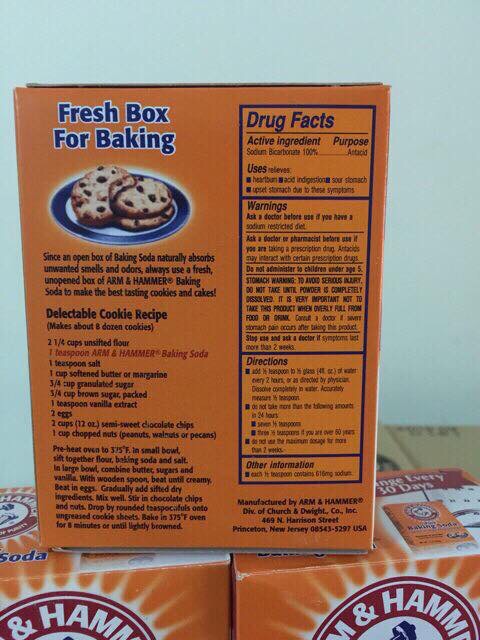 Fresh Box
For Baking
Since an open box of Baking Soda naturally absorbs
unwanted smells and odors, always use a fresh,
unopened box of ARM & HAMMER® Baking
Soda to make the best tasting cookies and cakes!
Delectable Cookie Recipe
(Makes about 8 dozen cookies)
2 1/4 cups unsifted flour
1 teaspoon ARM & HAMMER® Baking Soda
1 teaspoon salt
1 cup softened butter or margarine
3/4 cup granulated sugar
3/4 cup brown sugar, packed
1 teaspoon vanilla extract
2 eggs
2 cups (12 oz.) semi-sweet chocolate chips
1 cup chopped nuts (peanuts, walnuts or pecans)
Pre-heat oven to 375°F. In small bowl,
sift together flour, baking soda and salt.
In large bowl, combine butter, sugars and
vanilla. With wooden spoon, beat until creamy.
Beat in eggs. Gradually add sifted dry
ingredients. Mix well. Stir in chocolate chips
and nuts. Drop by rounded teaspoonfuls onto
ungreased cookie sheets. Bake in 375°F oven
for 8 minutes or until lightly browned.
Drug Facts
Active ingredient Purpose
Sodium Bicarbonate 100% Antacid
Uses relieves:
■ heartburn ■ acid indigestion ■ sour stomach
■ upset stomach due to these symptoms
Warnings
Ask a doctor before use if you have a
sodium restricted diet.
Ask a doctor or pharmacist before use if
you are taking a prescription drug. Antacids
may interact with certain prescription drugs.
Do not administer to children under age 5.
STOMACH WARNING: TO AVOID SERIOUS INJURY,
DO NOT TAKE UNTIL POWDER IS COMPLETELY
DISSOLVED. IT IS VERY IMPORTANT NOT TO
TAKE THIS PRODUCT WHEN OVERLY FULL FROM
FOOD OR DRINK. Consult a doctor if severe
stomach pain occurs after taking this product.
Stop use and ask a doctor if symptoms last
more than 2 weeks.
Directions
■ add ½ teaspoon to ½ glass (4 fl. oz.) of water
every 2 hours, or as directed by physician.
Dissolve completely in water. Accurately
measure ½ teaspoon.
■ do not take more than the following amounts
in 24 hours:
■ seven ½ teaspoons
■ three ½ teaspoons if you are over 60 years
■ do not use the maximum dosage for more
than 2 weeks.
Other information
■ each ½ teaspoon contains 616mg sodium.
Manufactured by ARM & HAMMER®
Div. of Church & Dwight, Co., Inc.
469 N. Harrison Street
Princeton, New Jersey 08543-5297 USA
Every
30 Days
Baking Soda
Soda
& HAMM
& HAM